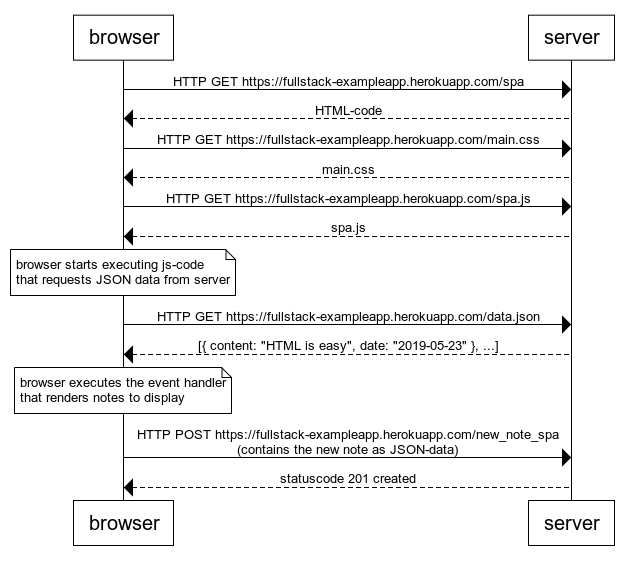 browser
server
HTTP GET https://fullstack-exampleapp.herokuapp.com/spa
HTML-code
HTTP GET https://fullstack-exampleapp.herokuapp.com/main.css
main.css
HTTP GET https://fullstack-exampleapp.herokuapp.com/spa.js
spa.js
browser starts executing js-code
that requests JSON data from server
HTTP GET https://fullstack-exampleapp.herokuapp.com/data.json
[{ content: "HTML is easy", date: "2019-05-23" }, ...]
browser executes the event handler
that renders notes to display
HTTP POST https://fullstack-exampleapp.herokuapp.com/new_note_spa
(contains the new note as JSON-data)
statuscode 201 created
browser
server